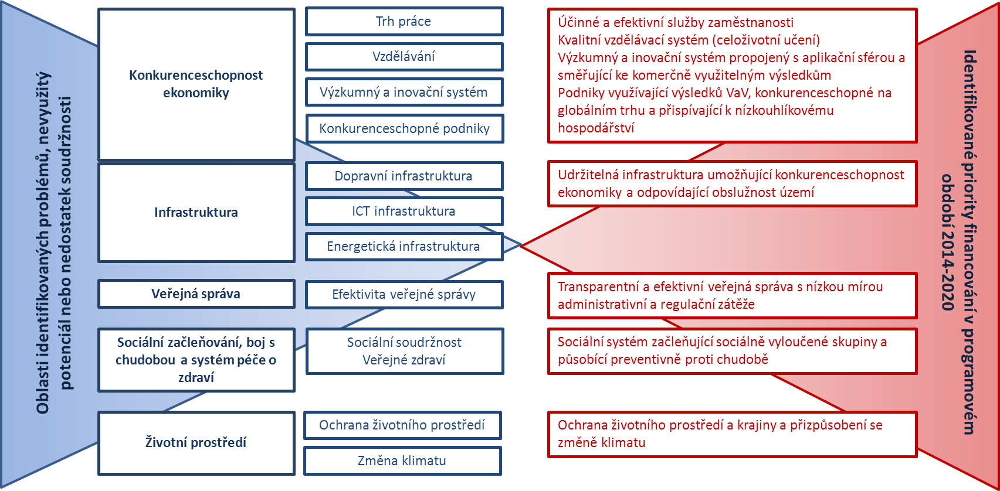 Oblasti identifikovaných problémů, nevyužitý
potenciál nebo nedostatek soudržnosti
Konkurenceschopnost
ekonomiky
Trh práce
Vzdělávání
Výzkumný a inovační systém
Konkurenceschopné podniky
Účinné a efektivní služby zaměstnanosti
Kvalitní vzdělávací systém (celoživotní učení)
Výzkumný a inovační systém propojený s aplikační sférou a
směřující ke komerčně využitelným výsledkům
Podniky využívající výsledků VaV, konkurenceschopné na
globálním trhu a přispívající k nízkouhlíkovému
hospodářství
Infrastruktura
Dopravní infrastruktura
ICT infrastruktura
Energetická infrastruktura
Udržitelná infrastruktura umožňující konkurenceschopnost
ekonomiky a odpovídající obslužnost území
Veřejná správa
Efektivita veřejné správy
Transparentní a efektivní veřejná správa s nízkou mírou
administrativní a regulační zátěže
Sociální začleňování, boj s
chudobou a systém péče o
zdraví
Sociální soudržnost
Veřejné zdraví
Sociální systém začleňující sociálně vyloučené skupiny a
působící preventivně proti chudobě
Životní prostředí
Ochrana životního prostředí
Změna klimatu
Ochrana životního prostředí a krajiny a přizpůsobení se
změně klimatu
Identifikované priority financování v programovém
období 2014-2020